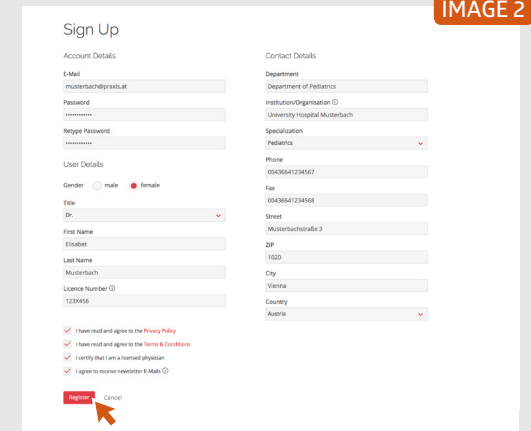 IMAGE 2
Sign Up
Account Details
E-Mail
musterbach@praxis.at
Password
••••••••••••
Retype Password
••••••••••••
User Details
Gender male female
Title
Dr.
First Name
Elisabet
Last Name
Musterbach
Licence Number ⓘ
123X456
Contact Details
Department
Department of Pediatrics
Institution/Organisation ⓘ
University Hospital Musterbach
Specialization
Pediatrics
Phone
00436641234567
Fax
00436641234568
Street
Musterbachstraße 3
ZIP
1020
City
Vienna
Country
Austria
I have read and agree to the Privacy Policy
I have read and agree to the Terms & Conditions
I certify that I am a licensed physician
I agree to receive newsletter E-Mails ⓘ
Register Cancel